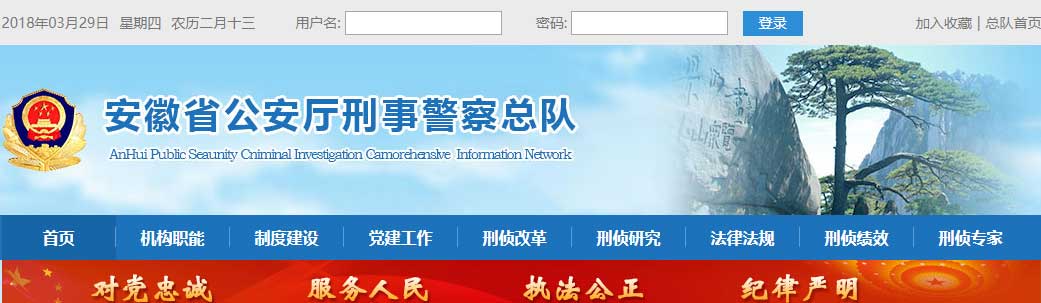 2018年03月29日 星期四 农历二月十三 用户名: 密码: 登录 加入收藏 | 总队首页
安徽省公安厅刑事警察总队
AnHui Public Seaunity Cniminal Investigation Camorehensive Information Network
首页 机构职能 制度建设 党建工作 刑侦改革 刑侦研究 法律法规 刑侦绩效 刑侦专家
对党忠诚 服务人民 执法公正 纪律严明